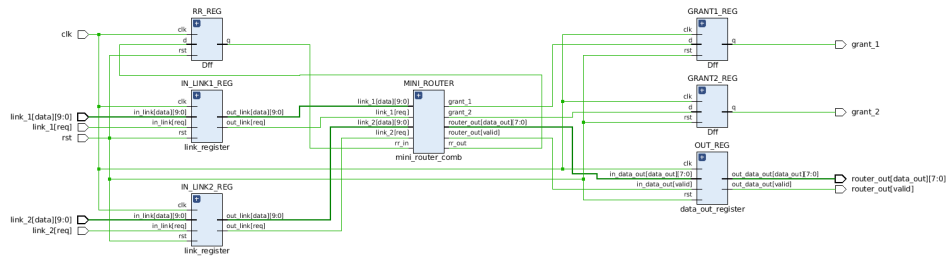 RR_REG
clk
d
rst
q
Dff
clk
IN_LINK1_REG
clk
in_link[data][9:0]
in_link[req]
rst
out_link[data][9:0]
out_link[req]
link_register
link_1[data][9:0]
link_1[req]
rst
IN_LINK2_REG
clk
in_link[data][9:0]
in_link[req]
rst
out_link[data][9:0]
out_link[req]
link_register
link_2[data][9:0]
link_2[req]
MINI_ROUTER
link_1[data][9:0]
link_1[req]
link_2[data][9:0]
link_2[req]
rr_in
grant_1
grant_2
router_out[data_out][7:0]
router_out[valid]
rr_out
mini_router_comb
GRANT1_REG
clk
d
rst
q
Dff
grant_1
GRANT2_REG
clk
d
rst
q
Dff
grant_2
OUT_REG
clk
in_data_out[data_out][7:0]
in_data_out[valid]
rst
out_data_out[data_out][7:0]
out_data_out[valid]
data_out_register
router_out[data_out][7:0]
router_out[valid]